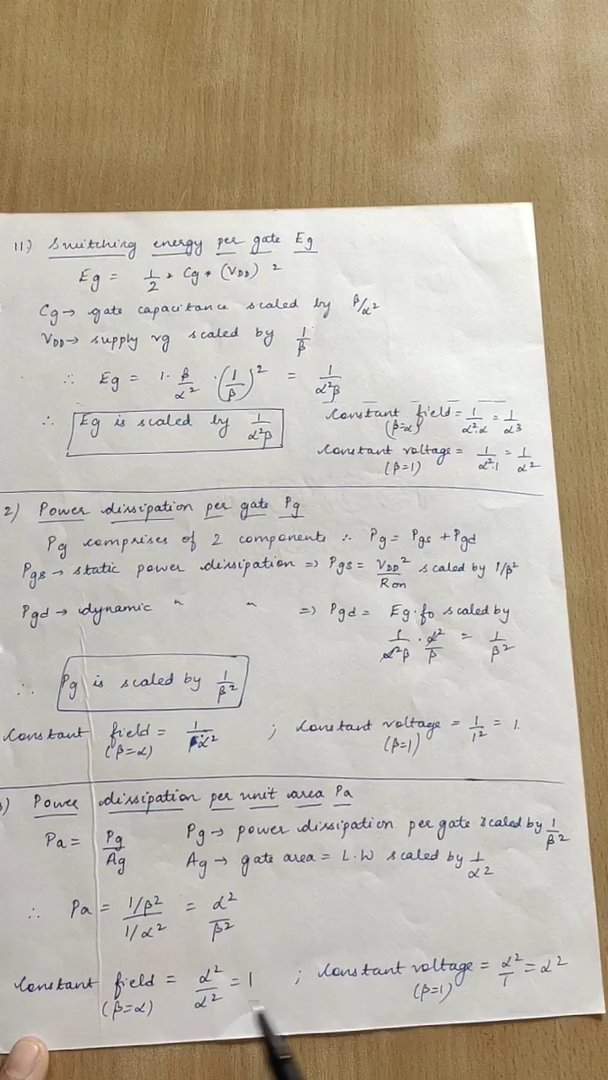 11) Switching energy per gate Eg
Eg = 1/2 * Cg * (VDD)²
Cg → gate capacitance scaled by β/α²
VDD → supply vg scaled by 1/β
∴ Eg = 1 · β/α² · (1/β)² = 1/α²β
∴ Eg is scaled by 1/α²β
Constant field = 1/α²·α = 1/α3
(β=α)
Constant voltage = 1/α²·1 = 1/α²
(β=1)
2) Power dissipation per gate Pg
Pg comprises of 2 components ∴ Pg = Pgs + Pgd
Pgs → static power dissipation ⇒ Pgs = VDD²/Ron scaled by 1/β²
Pgd → dynamic " " ⇒ Pgd = Eg·fo scaled by
1/α²β · α²/β = 1/β²
∴ Pg is scaled by 1/β²
Constant field = 1/α² ; Constant voltage = 1/1² = 1.
(β=α) (β=1)
) Power dissipation per unit area Pa
Pa = Pg/Ag Pg → power dissipation per gate scaled by 1/β²
Ag → gate area = L.W scaled by 1/α²
∴ Pa = 1/β²/1/α² = α²/β²
Constant field = α²/α² = 1 ; Constant voltage = α²/1 = α²
(β=α) (β=1)